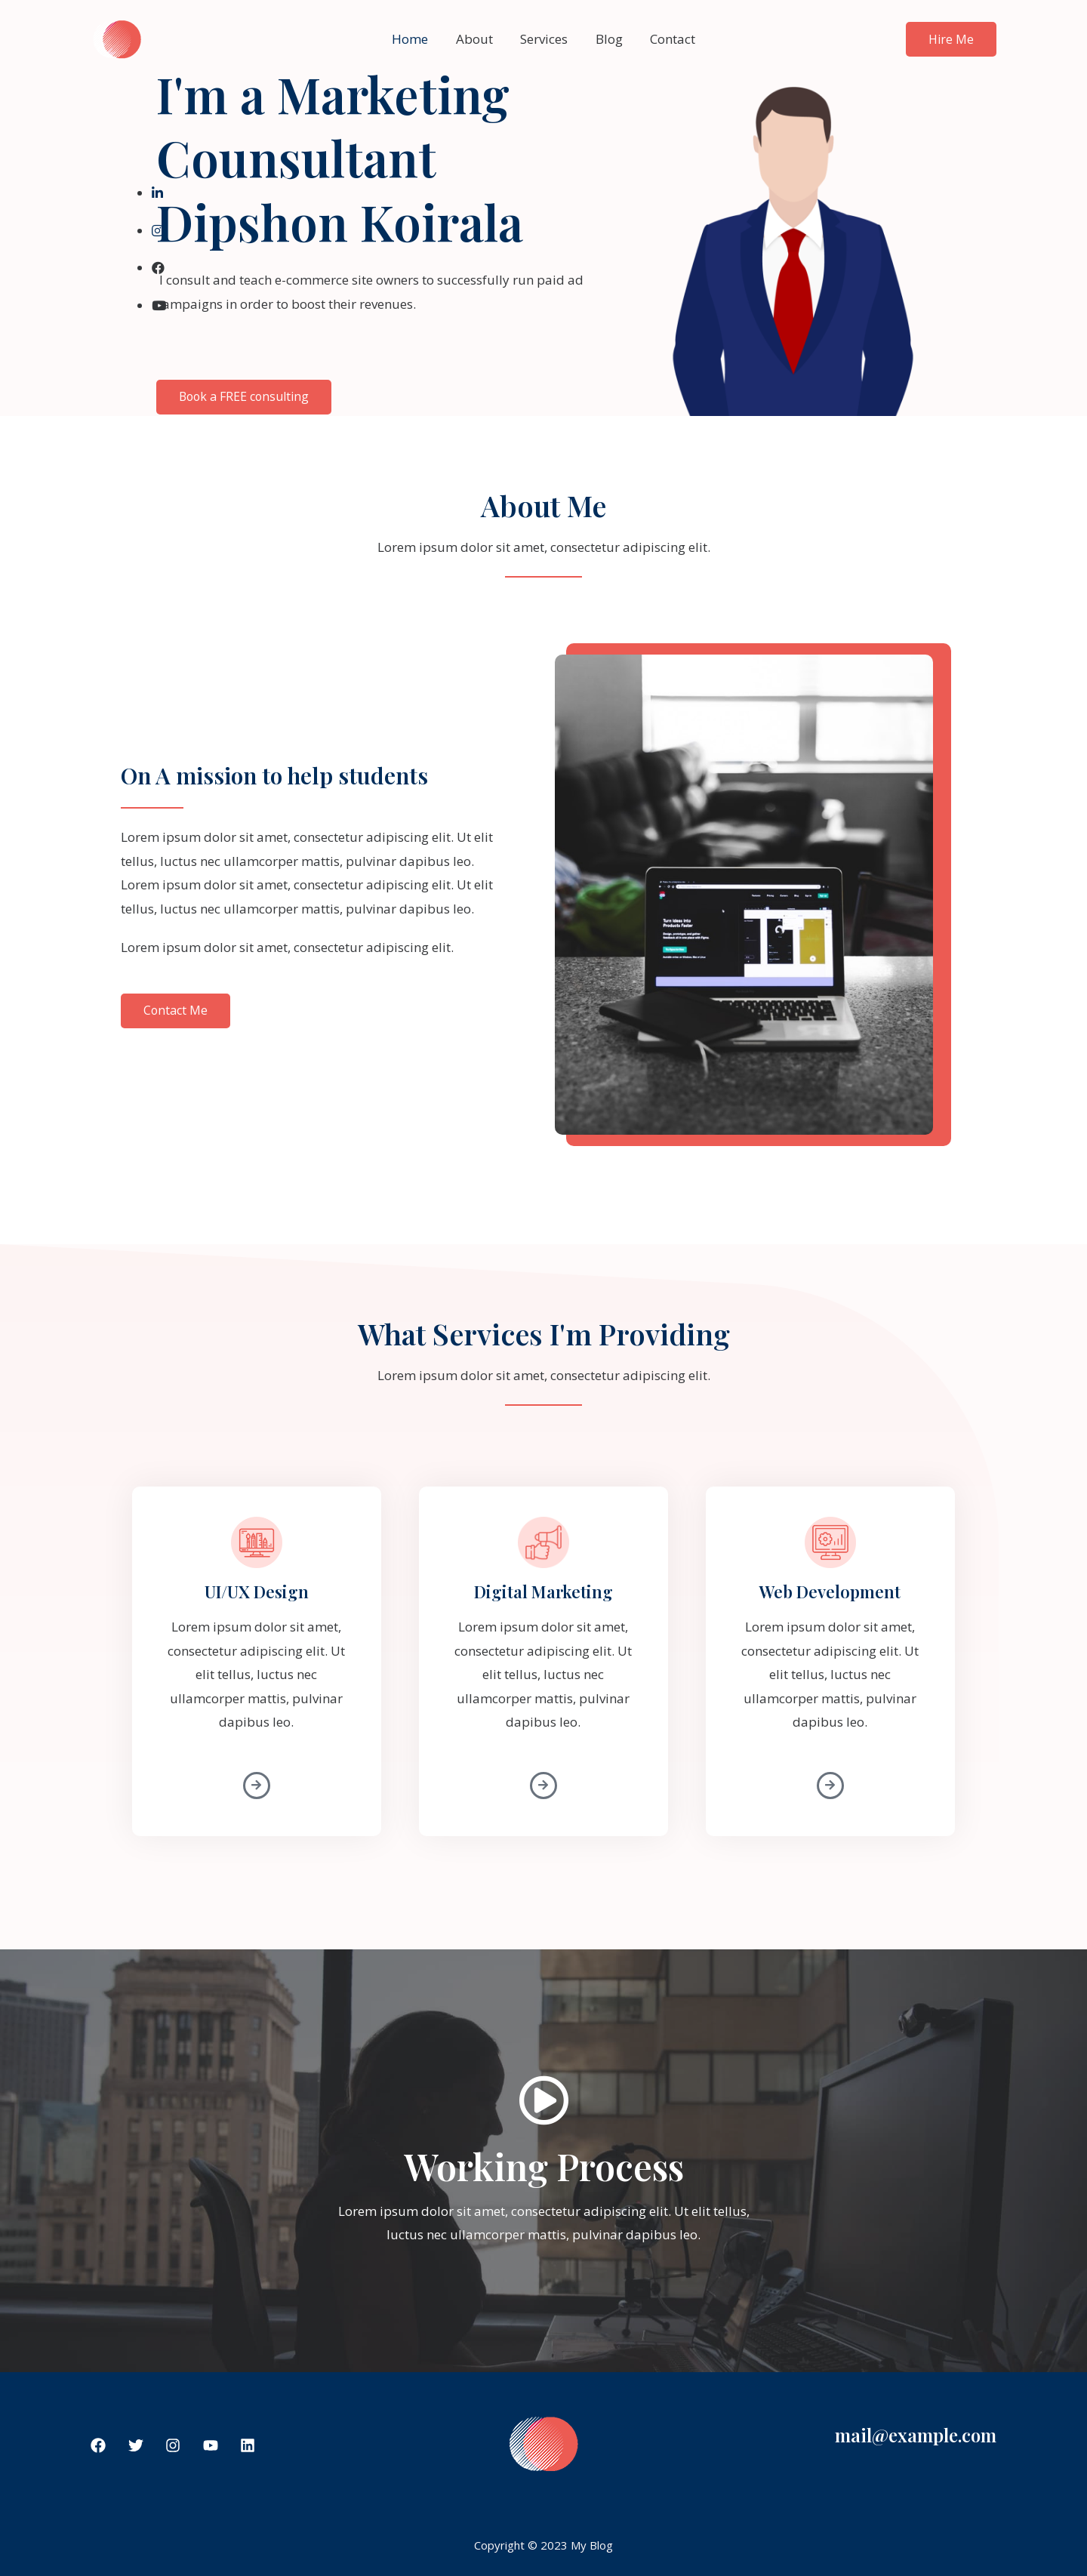 Home About Services Blog Contact Hire Me
I'm a Marketing
Counsultant
Dipshon Koirala
I consult and teach e-commerce site owners to successfully run paid ad
campaigns in order to boost their revenues.
Book a FREE consulting
About Me
Lorem ipsum dolor sit amet, consectetur adipiscing elit.
On A mission to help students
Lorem ipsum dolor sit amet, consectetur adipiscing elit. Ut elit
tellus, luctus nec ullamcorper mattis, pulvinar dapibus leo.
Lorem ipsum dolor sit amet, consectetur adipiscing elit. Ut elit
tellus, luctus nec ullamcorper mattis, pulvinar dapibus leo.
Lorem ipsum dolor sit amet, consectetur adipiscing elit.
Contact Me
Turn Ideas Into
Products Faster
What Services I'm Providing
Lorem ipsum dolor sit amet, consectetur adipiscing elit.
UI/UX Design
Lorem ipsum dolor sit amet,
consectetur adipiscing elit. Ut
elit tellus, luctus nec
ullamcorper mattis, pulvinar
dapibus leo.
Digital Marketing
Lorem ipsum dolor sit amet,
consectetur adipiscing elit. Ut
elit tellus, luctus nec
ullamcorper mattis, pulvinar
dapibus leo.
Web Development
Lorem ipsum dolor sit amet,
consectetur adipiscing elit. Ut
elit tellus, luctus nec
ullamcorper mattis, pulvinar
dapibus leo.
Working Process
Lorem ipsum dolor sit amet, consectetur adipiscing elit. Ut elit tellus,
luctus nec ullamcorper mattis, pulvinar dapibus leo.
mail@example.com
Copyright © 2023 My Blog